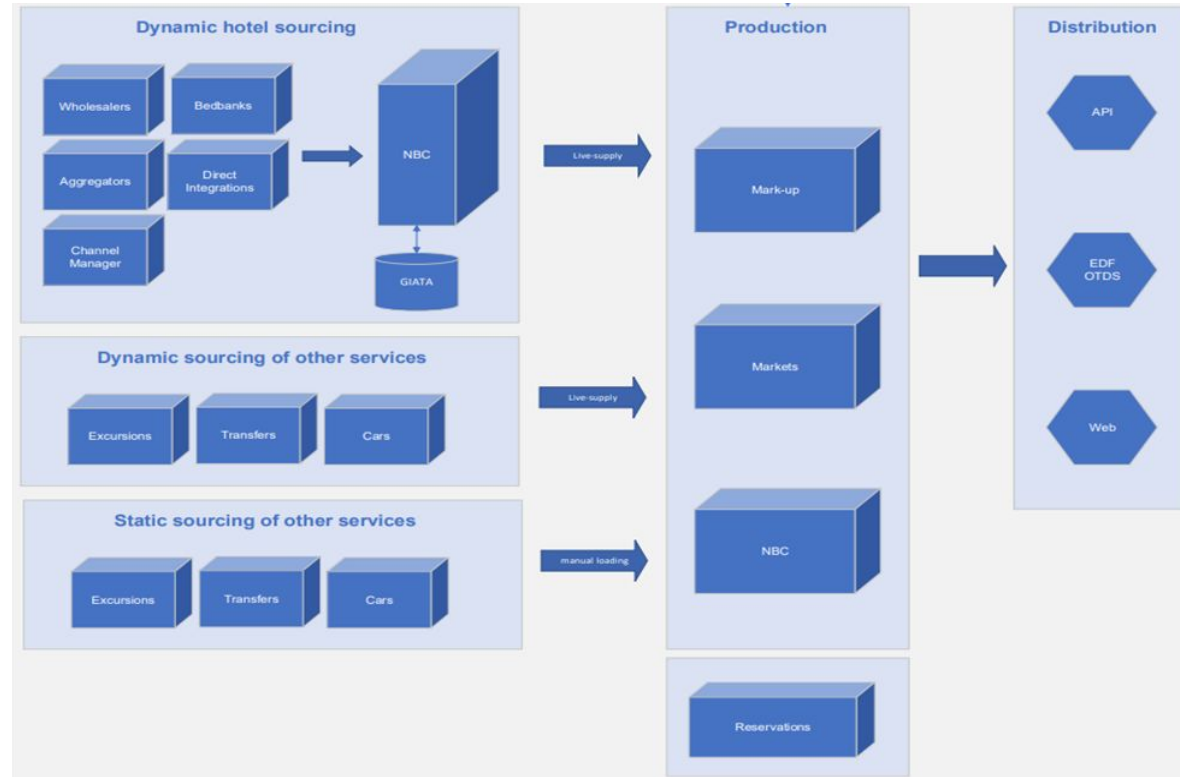 Dynamic hotel sourcing
Wholesalers
Bedbanks
Aggregators
Direct
Integrations
Channel
Manager
NBC
GIATA
Live-supply
Dynamic sourcing of other services
Excursions
Transfers
Cars
Live-supply
Static sourcing of other services
Excursions
Transfers
Cars
manual loading
Production
Mark-up
Markets
NBC
Reservations
Distribution
API
EDF
OTDS
Web